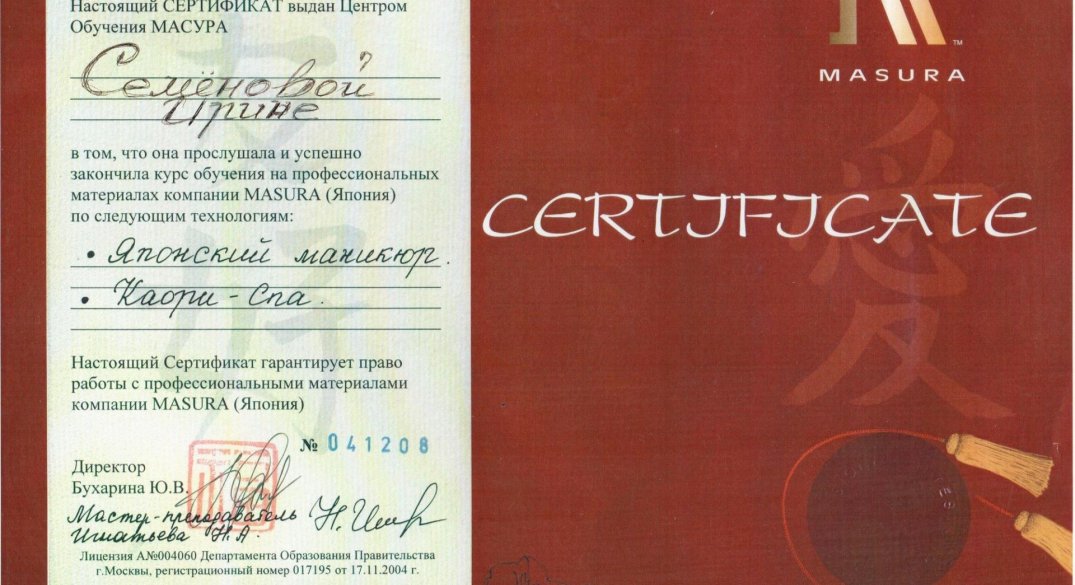 Настоящий СЕРТИФИКАТ выдан Центром
Обучения МАСУРА
Семёновой
Ирине
в том, что она прослушала и успешно
закончила курс обучения на профессиональных
материалах компании MASURA (Япония)
по следующим технологиям:
• Японский маникюр.
• Каори - Спа.
Настоящий Сертификат гарантирует право
работы с профессиональными материалами
компании MASURA (Япония)
№ 041208
Директор
Бухарина Ю.В.
Мастер-преподаватель
Игнатьева Н.А.
Лицензия А№004060 Департамента Образования Правительства
г.Москвы, регистрационный номер 017195 от 17.11.2004 г.
TM
MASURA
CERTIFICATE
愛